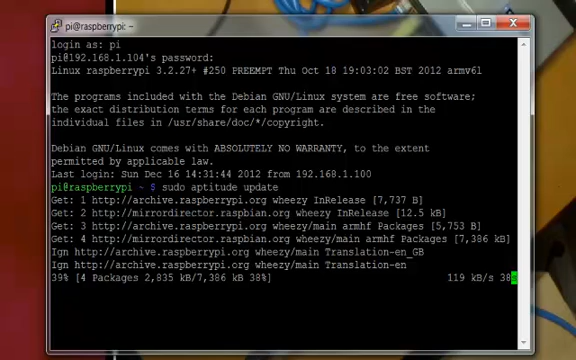 pi@raspberrypi: ~
login as: pi
pi@192.168.1.104's password:
Linux raspberrypi 3.2.27+ #250 PREEMPT Thu Oct 18 19:03:02 BST 2012 armv6l
The programs included with the Debian GNU/Linux system are free software;
the exact distribution terms for each program are described in the
individual files in /usr/share/doc/*/copyright.
Debian GNU/Linux comes with ABSOLUTELY NO WARRANTY, to the extent
permitted by applicable law.
Last login: Sun Dec 16 14:31:44 2012 from 192.168.1.100
pi@raspberrypi ~ $ sudo aptitude update
Get: 1 http://archive.raspberrypi.org wheezy InRelease [7,737 B]
Get: 2 http://mirrordirector.raspbian.org wheezy InRelease [12.5 kB]
Get: 3 http://archive.raspberrypi.org wheezy/main armhf Packages [5,753 B]
Get: 4 http://mirrordirector.raspbian.org wheezy/main armhf Packages [7,386 kB]
Ign http://archive.raspberrypi.org wheezy/main Translation-en_GB
Ign http://archive.raspberrypi.org wheezy/main Translation-en
39% [4 Packages 2,835 kB/7,386 kB 38%] 119 kB/s 38s